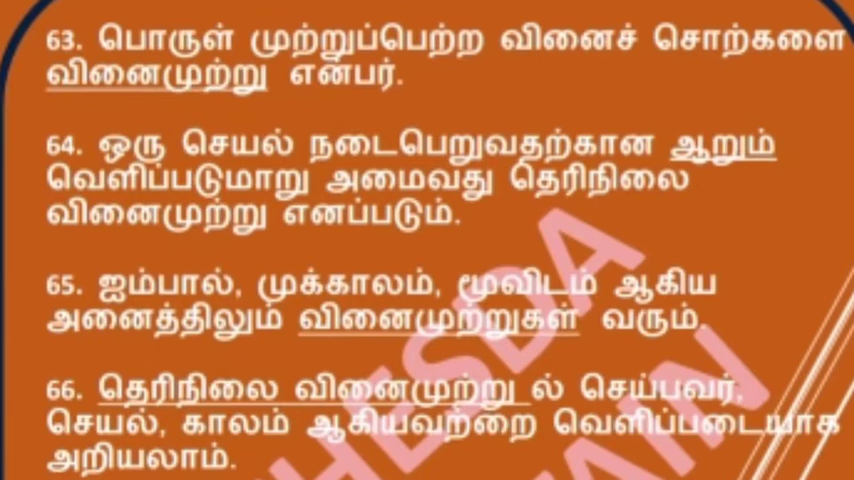 63. பொருள் முற்றுப்பெற்ற வினைச் சொற்களை
வினைமுற்று என்பர்.
64. ஒரு செயல் நடைபெறுவதற்கான ஆறும்
வெளிப்படுமாறு அமைவது தெரிநிலை
வினைமுற்று எனப்படும்.
65. ஐம்பால், முக்காலம், மூவிடம் ஆகிய
அனைத்திலும் வினைமுற்றுகள் வரும்.
66. தெரிநிலை வினைமுற்று ல் செய்பவர்,
செயல், காலம் ஆகியவற்றை வெளிப்படையாக
அறியலாம்.